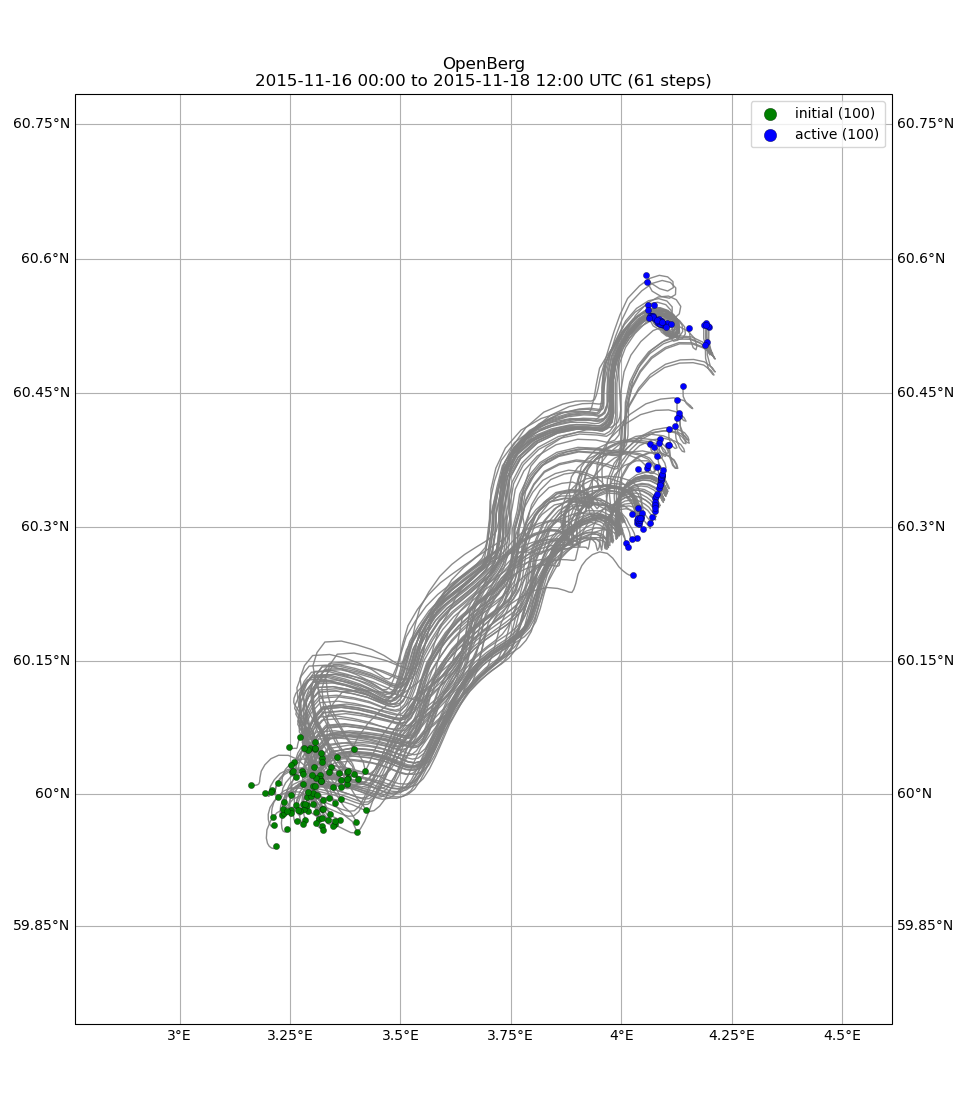 OpenBerg
2015-11-16 00:00 to 2015-11-18 12:00 UTC (61 steps)
initial (100)
active (100)
60.75°N
60.75°N
60.6°N
60.6°N
60.45°N
60.45°N
60.3°N
60.3°N
60.15°N
60.15°N
60°N
60°N
59.85°N
59.85°N
3°E
3.25°E
3.5°E
3.75°E
4°E
4.25°E
4.5°E